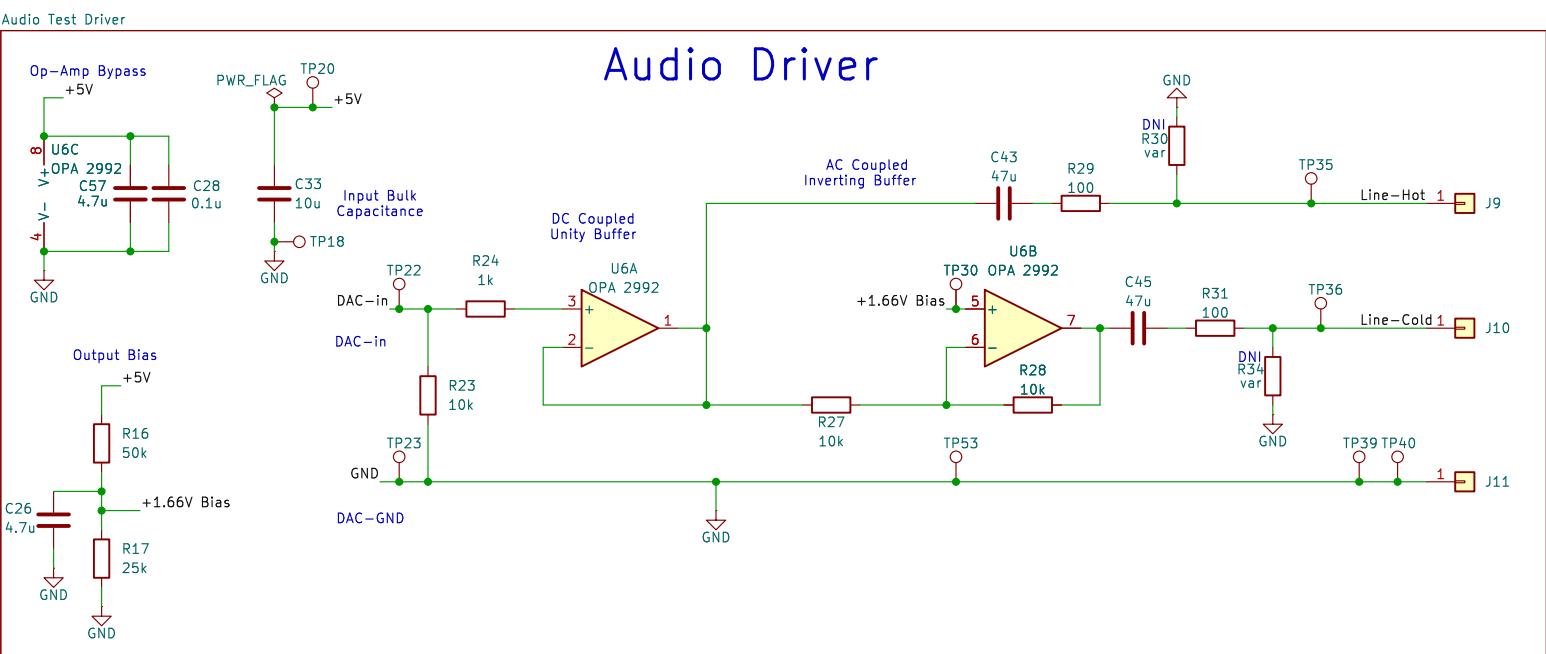 Audio Test Driver
Audio Driver
Op-Amp Bypass
+5V
8
U6C
OPA 2992
V+
V-
4
C57
4.7u
C28
0.1u
GND
PWR_FLAG
TP20
+5V
C33
10u
Input Bulk
Capacitance
TP18
GND
Output Bias
+5V
R16
50k
+1.66V Bias
C26
4.7u
R17
25k
GND
GND
DC Coupled
Unity Buffer
TP22
DAC-in
DAC-in
R24
1k
3
+
2
-
U6A
OPA 2992
1
R23
10k
TP23
GND
DAC-GND
GND
AC Coupled
Inverting Buffer
C43
47u
R29
100
GND
DNI
R30
var
TP35
Line-Hot
1
J9
U6B
OPA 2992
TP30
+1.66V Bias
5
+
6
-
7
R28
10k
R27
10k
C45
47u
R31
100
TP36
Line-Cold
1
J10
DNI
R34
var
GND
TP53
TP39
TP40
1
J11